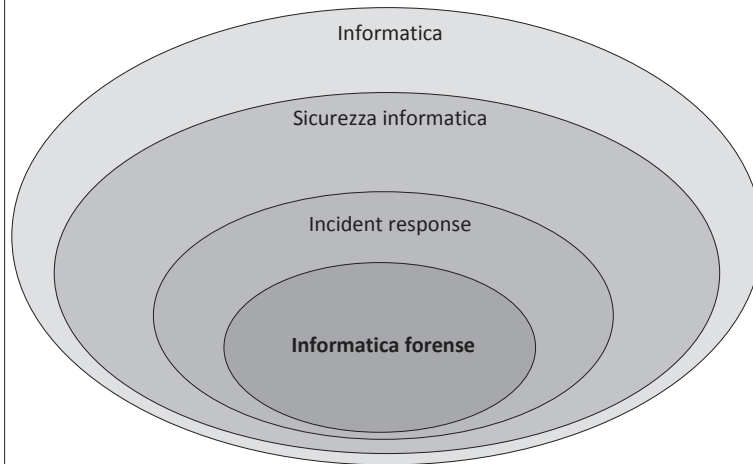 Informatica
Sicurezza informatica
Incident response
Informatica forense